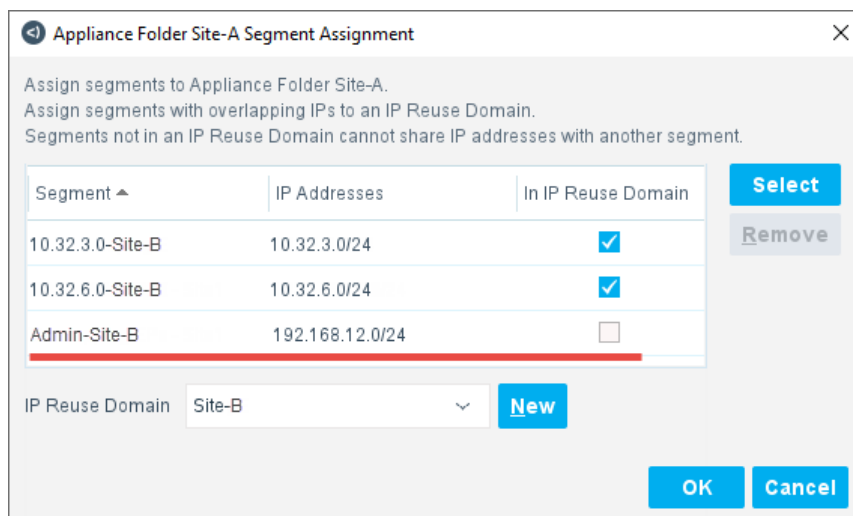 Appliance Folder Site-A Segment Assignment
Assign segments to Appliance Folder Site-A.
Assign segments with overlapping IPs to an IP Reuse Domain.
Segments not in an IP Reuse Domain cannot share IP addresses with another segment.
Segment IP Addresses In IP Reuse Domain
Select
10.32.3.0-Site-B 10.32.3.0/24
Remove
10.32.6.0-Site-B 10.32.6.0/24
Admin-Site-B 192.168.12.0/24
IP Reuse Domain Site-B New
OK Cancel